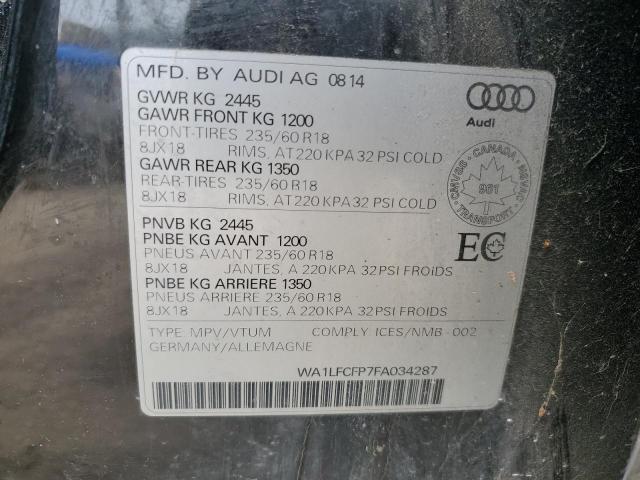 MFD. BY AUDI AG 08 14
GVWR KG 2445
GAWR FRONT KG 1200
FRONT-TIRES 235/60 R18
8JX18 RIMS, AT 220 KPA 32 PSI COLD
GAWR REAR KG 1350
REAR-TIRES 235/60 R18
8JX18 RIMS, AT 220 KPA 32 PSI COLD
Audi
CMVSS - CANADA - NSVAC
961
TRANSPORT
PNVB KG 2445
PNBE KG AVANT 1200
PNEUS AVANT 235/60 R18
8JX18 JANTES, A 220 KPA 32 PSI FROIDS
PNBE KG ARRIERE 1350
PNEUS ARRIERE 235/60 R18
8JX18 JANTES, A 220 KPA 32 PSI FROIDS
EC
TYPE: MPV/VTUM COMPLY: ICES/NMB - 002
GERMANY/ALLEMAGNE
WA1LFCFP7FA034287